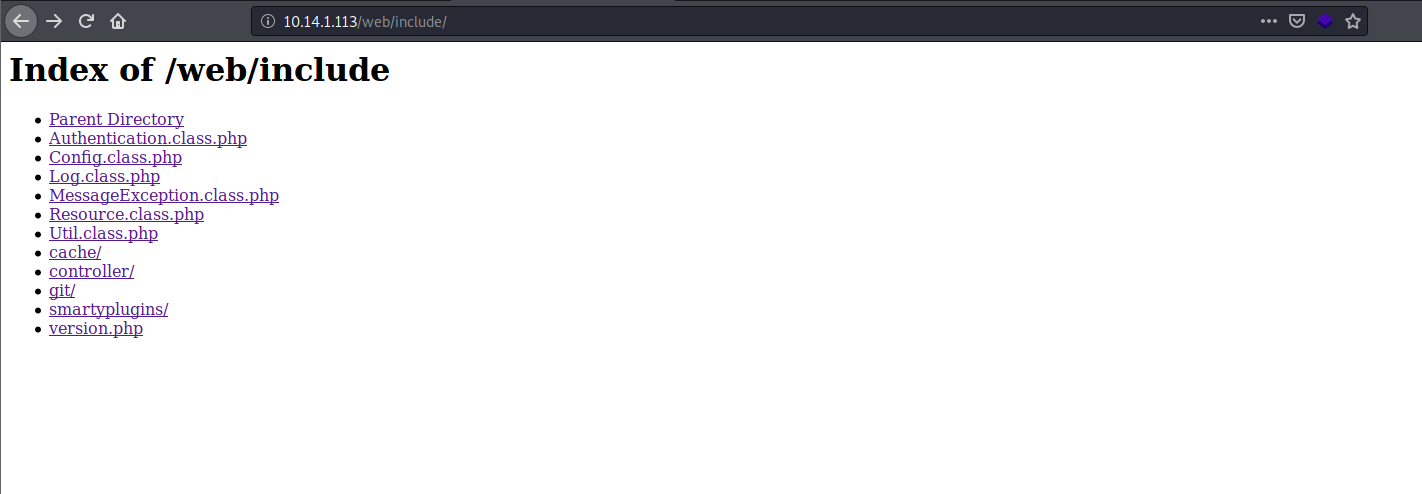 10.14.1.113/web/include/
Index of /web/include
Parent Directory
Authentication.class.php
Config.class.php
Log.class.php
MessageException.class.php
Resource.class.php
Util.class.php
cache/
controller/
git/
smartyplugins/
version.php